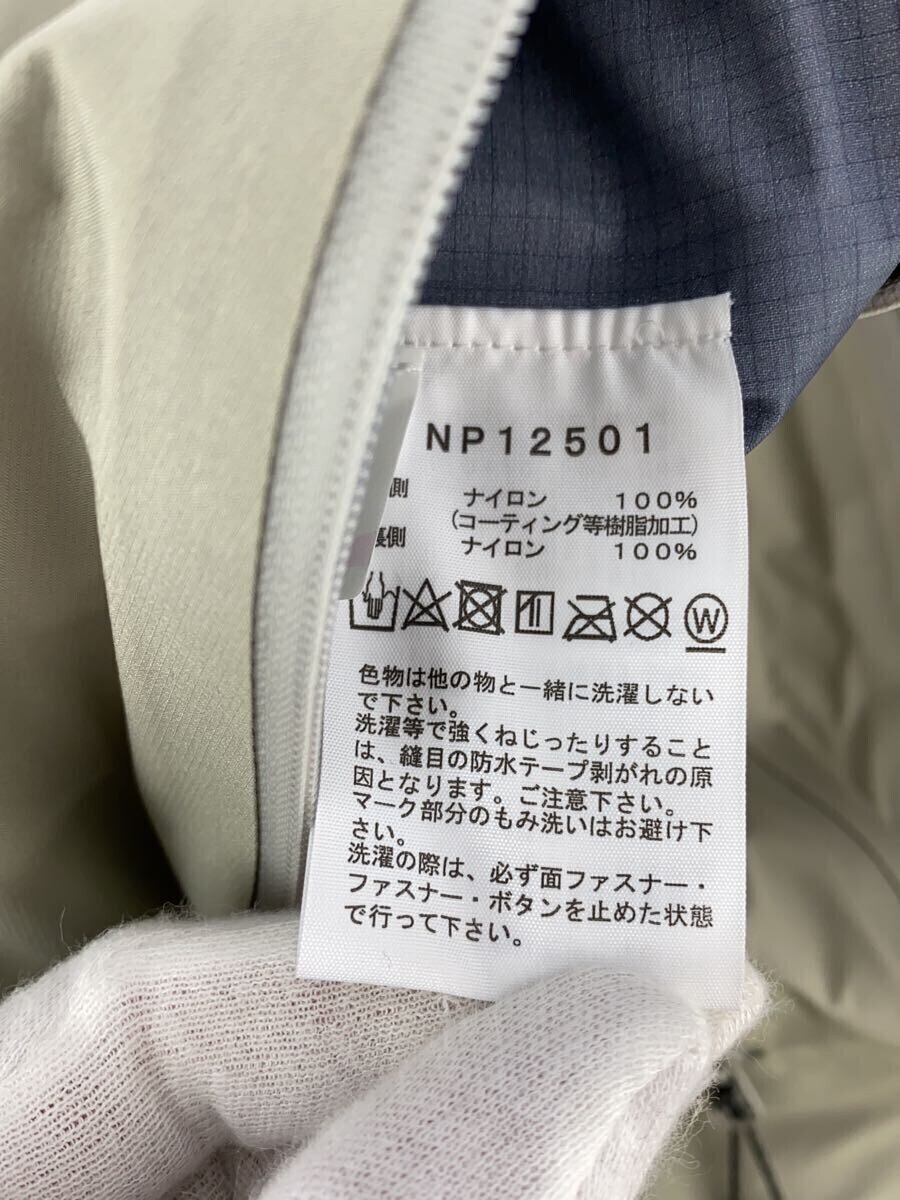 NP12501
側 ナイロン 100%
(コーティング等樹脂加工)
裏側 ナイロン 100%
W
色物は他の物と一緒に洗濯しない
で下さい。
洗濯等で強くねじったりすること
は、縫目の防水テープ剥がれの原
因となります。ご注意下さい。
マーク部分のもみ洗いはお避け下
さい。
洗濯の際は、必ず面ファスナー・
ファスナー・ボタンを止めた状態
で行って下さい。